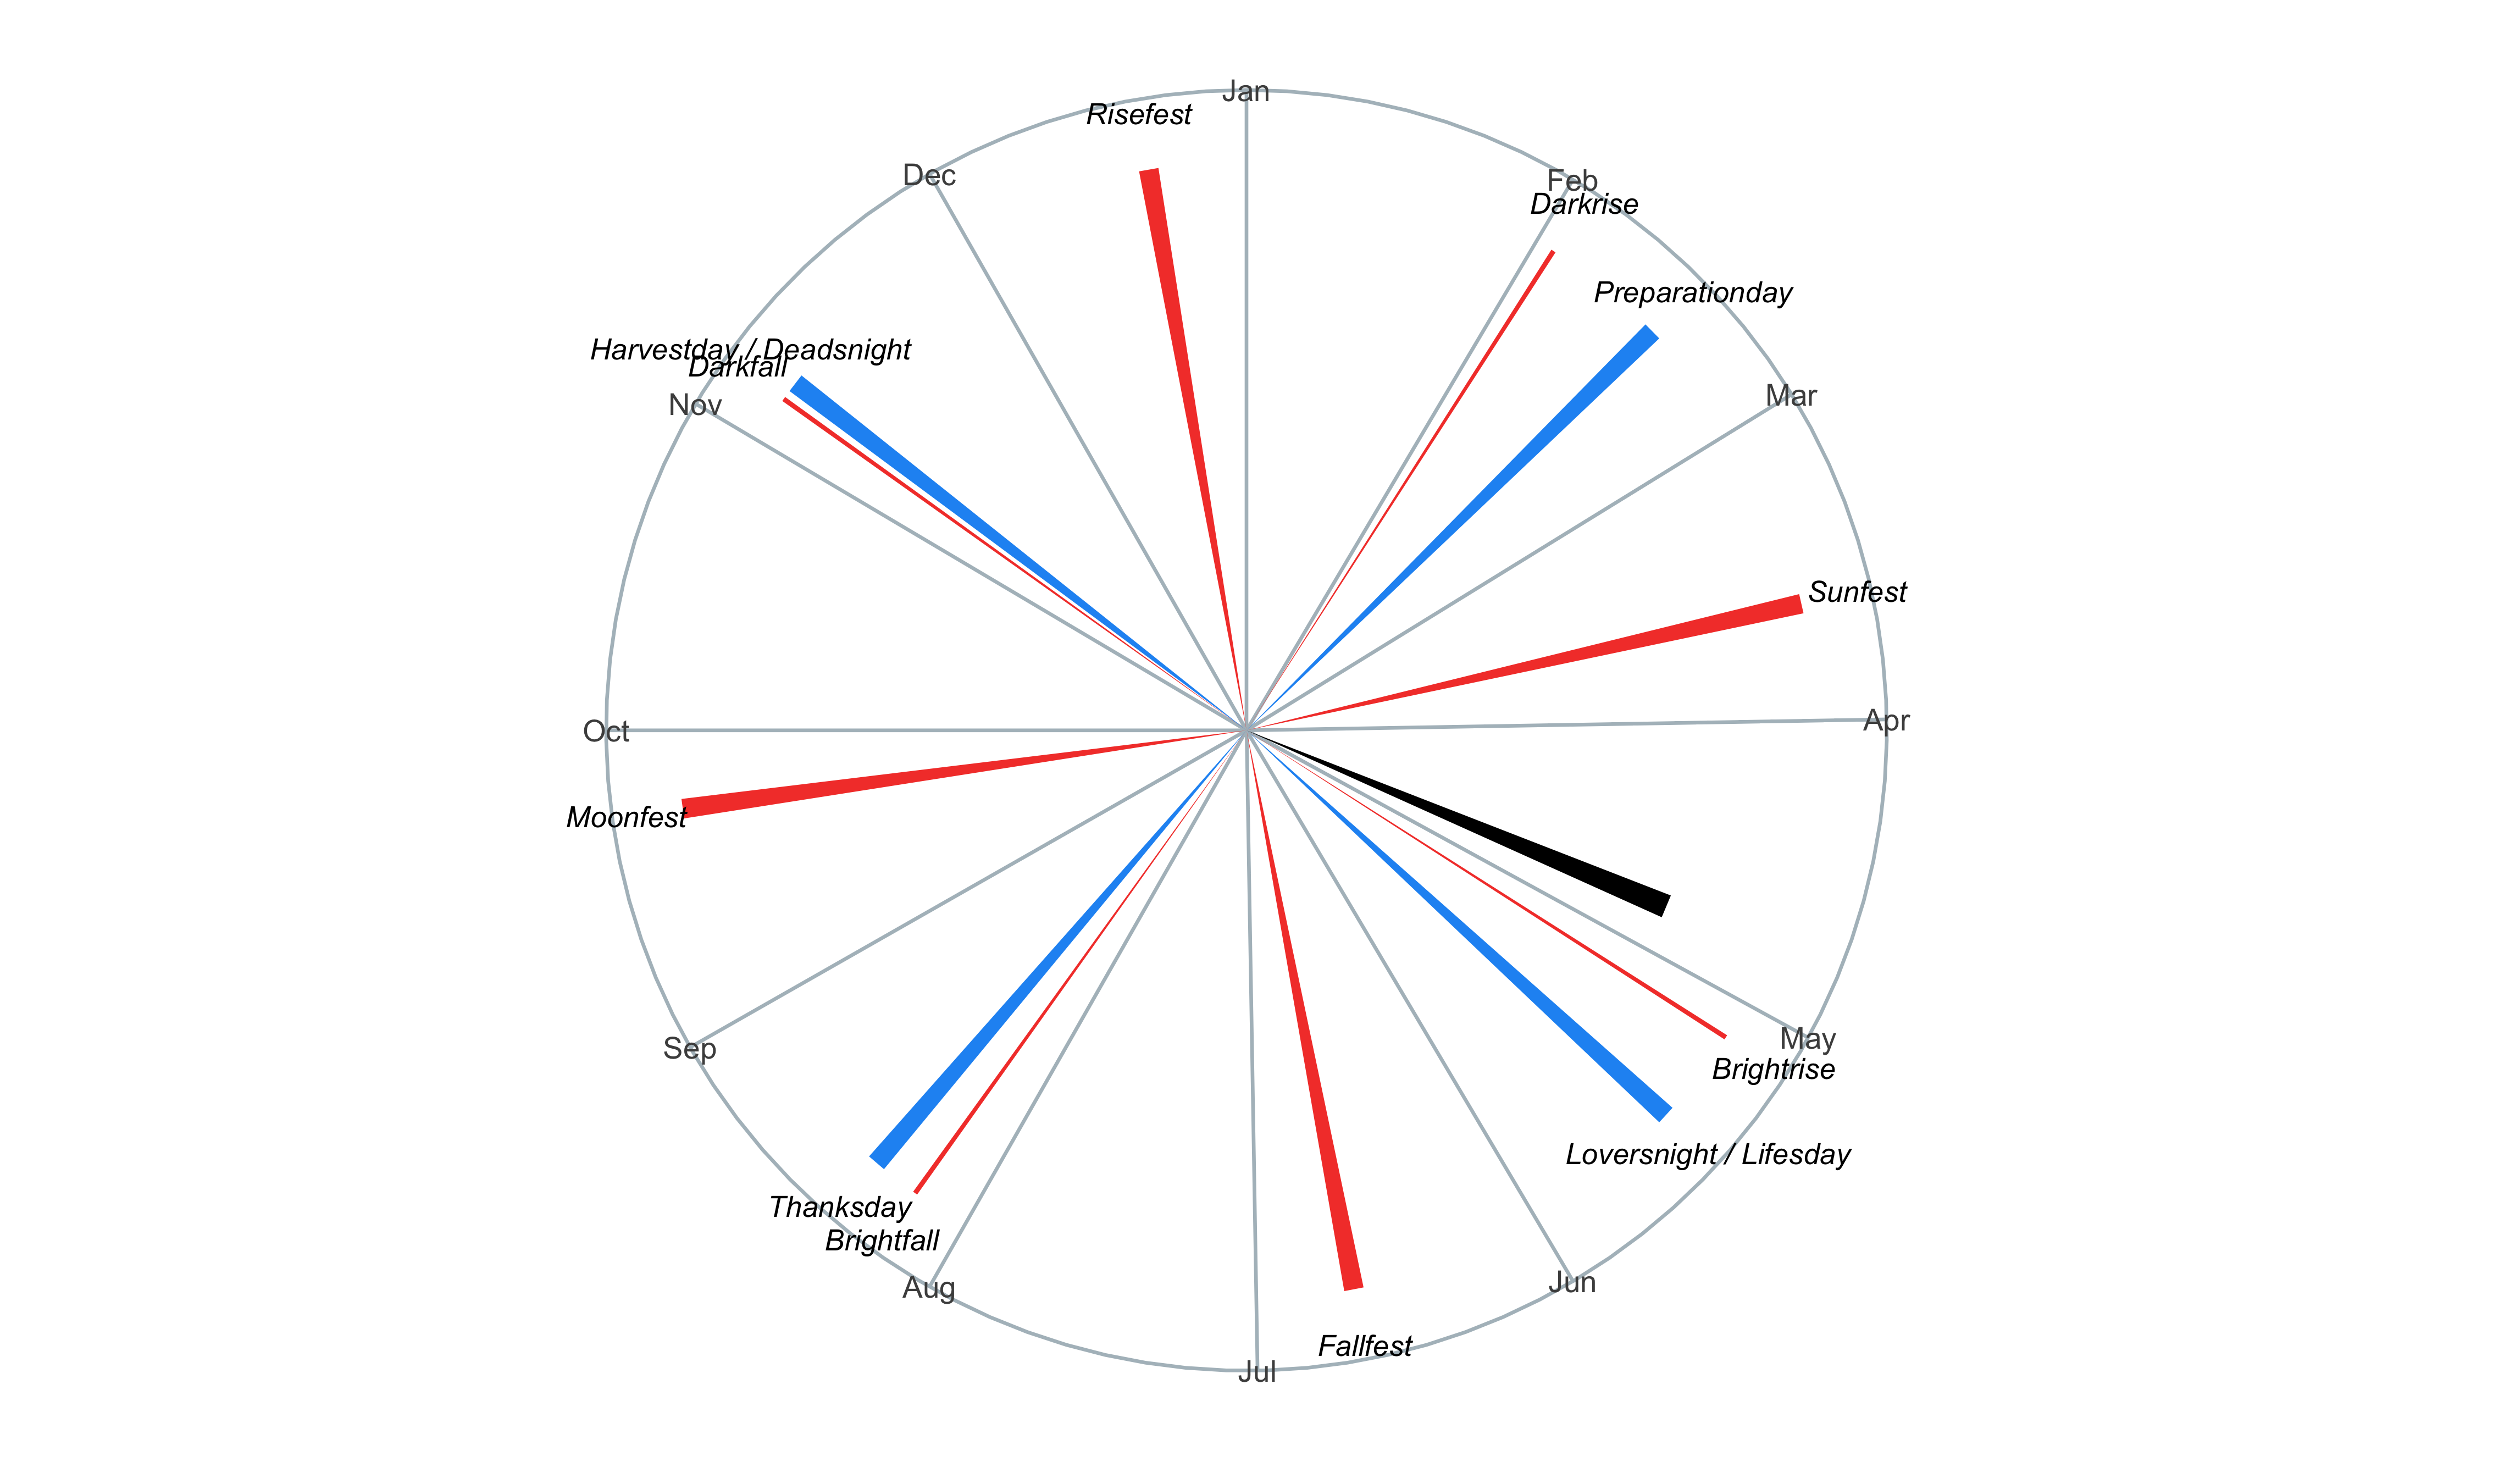 Jan
Risefest
Dec
Feb
Darkrise
Preparationday
Harvestday / Deadsnight
Darkfall
Nov
Mar
Sunfest
Oct
Apr
Moonfest
Sep
May
Brightrise
Loversnight / Lifesday
Thanksday
Brightfall
Aug
Jun
Fallfest
Jul